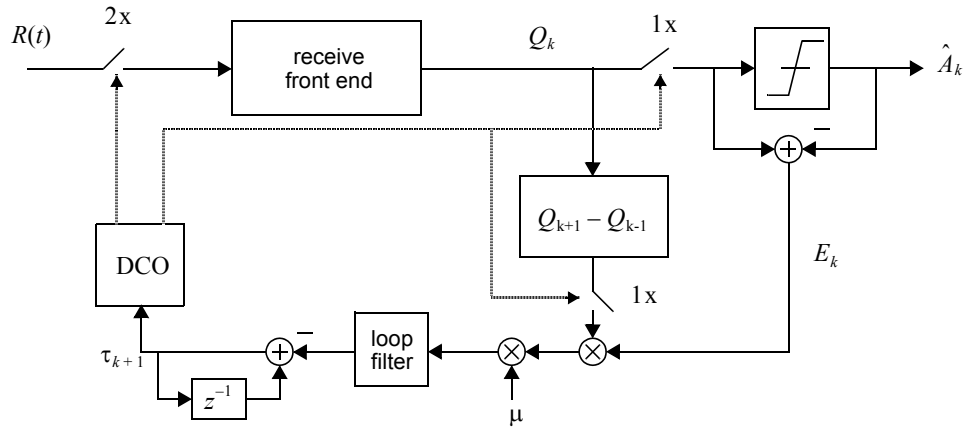 R(t)
2x
receive
front end
Q_k
1x
Â_k
−
+
Q_{k+1} − Q_{k-1}
E_k
1x
DCO
−
τ_{k+1}
+
loop
filter
×
×
z^{−1}
μ